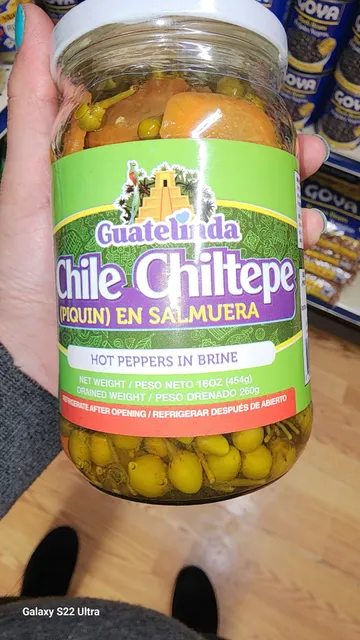 GOYA
GOYA
GOYA
Guatelinda
Chile Chiltepe
(PIQUIN) EN SALMUERA
HOT PEPPERS IN BRINE
NET WEIGHT / PESO NETO 16OZ (454g)
DRAINED WEIGHT / PESO DRENADO 260g
REFRIGERATE AFTER OPENING / REFRIGERAR DESPUÉS DE ABIERTO
Galaxy S22 Ultra